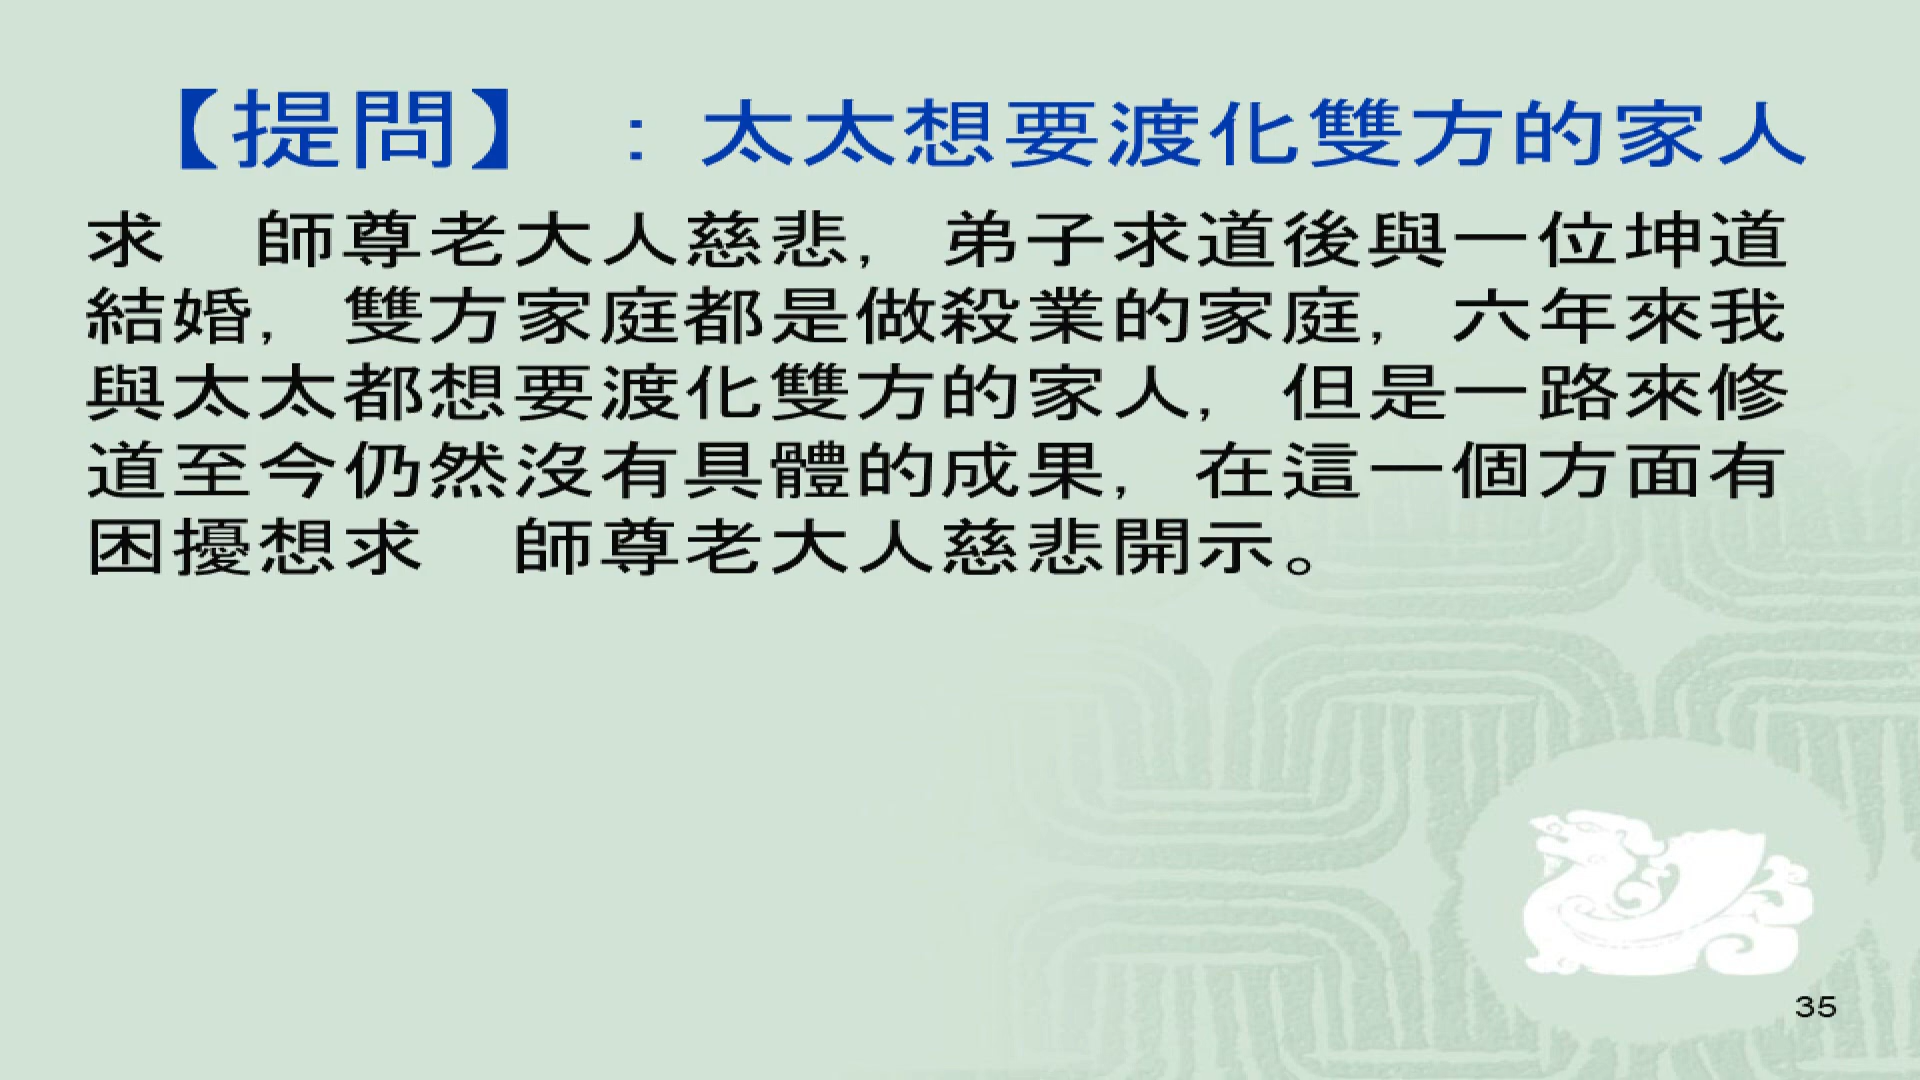 【提問】：太太想要渡化雙方的家人
求　師尊老大人慈悲, 弟子求道後與一位坤道
結婚, 雙方家庭都是做殺業的家庭, 六年來我
與太太都想要渡化雙方的家人, 但是一路來修
道至今仍然沒有具體的成果, 在這一個方面有
困擾想求　師尊老大人慈悲開示。
35